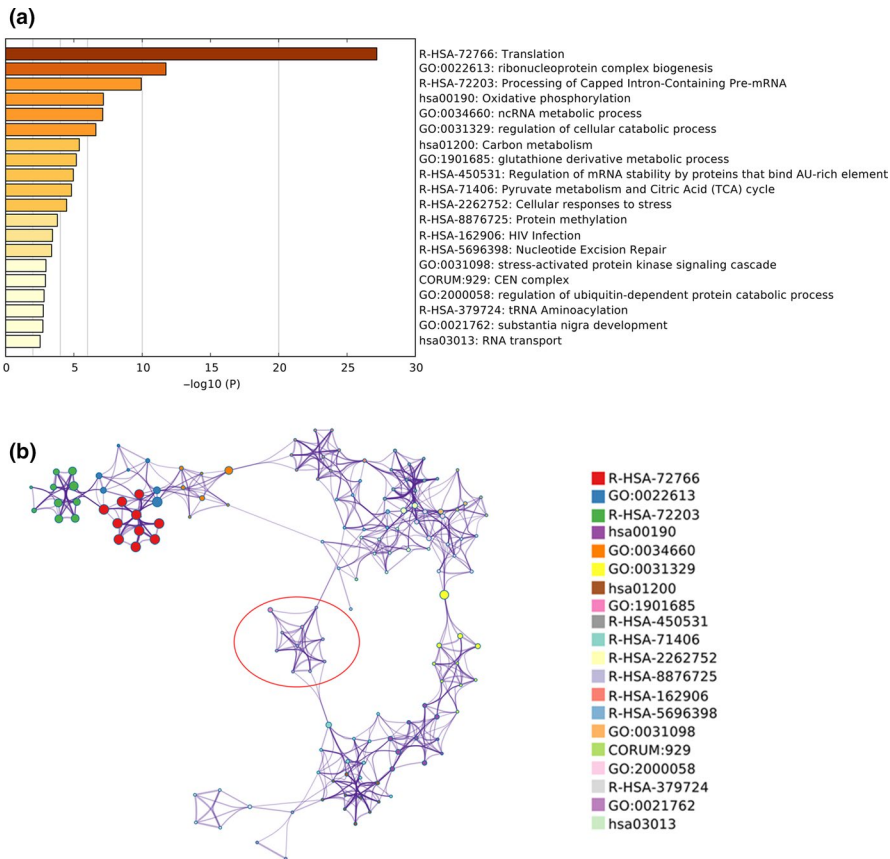 (a)
R-HSA-72766: Translation
GO:0022613: ribonucleoprotein complex biogenesis
R-HSA-72203: Processing of Capped Intron-Containing Pre-mRNA
hsa00190: Oxidative phosphorylation
GO:0034660: ncRNA metabolic process
GO:0031329: regulation of cellular catabolic process
hsa01200: Carbon metabolism
GO:1901685: glutathione derivative metabolic process
R-HSA-450531: Regulation of mRNA stability by proteins that bind AU-rich element
R-HSA-71406: Pyruvate metabolism and Citric Acid (TCA) cycle
R-HSA-2262752: Cellular responses to stress
R-HSA-8876725: Protein methylation
R-HSA-162906: HIV Infection
R-HSA-5696398: Nucleotide Excision Repair
GO:0031098: stress-activated protein kinase signaling cascade
CORUM:929: CEN complex
GO:2000058: regulation of ubiquitin-dependent protein catabolic process
R-HSA-379724: tRNA Aminoacylation
GO:0021762: substantia nigra development
hsa03013: RNA transport
0 5 10 15 20 25 30
−log10 (P)
(b)
R-HSA-72766
GO:0022613
R-HSA-72203
hsa00190
GO:0034660
GO:0031329
hsa01200
GO:1901685
R-HSA-450531
R-HSA-71406
R-HSA-2262752
R-HSA-8876725
R-HSA-162906
R-HSA-5696398
GO:0031098
CORUM:929
GO:2000058
R-HSA-379724
GO:0021762
hsa03013